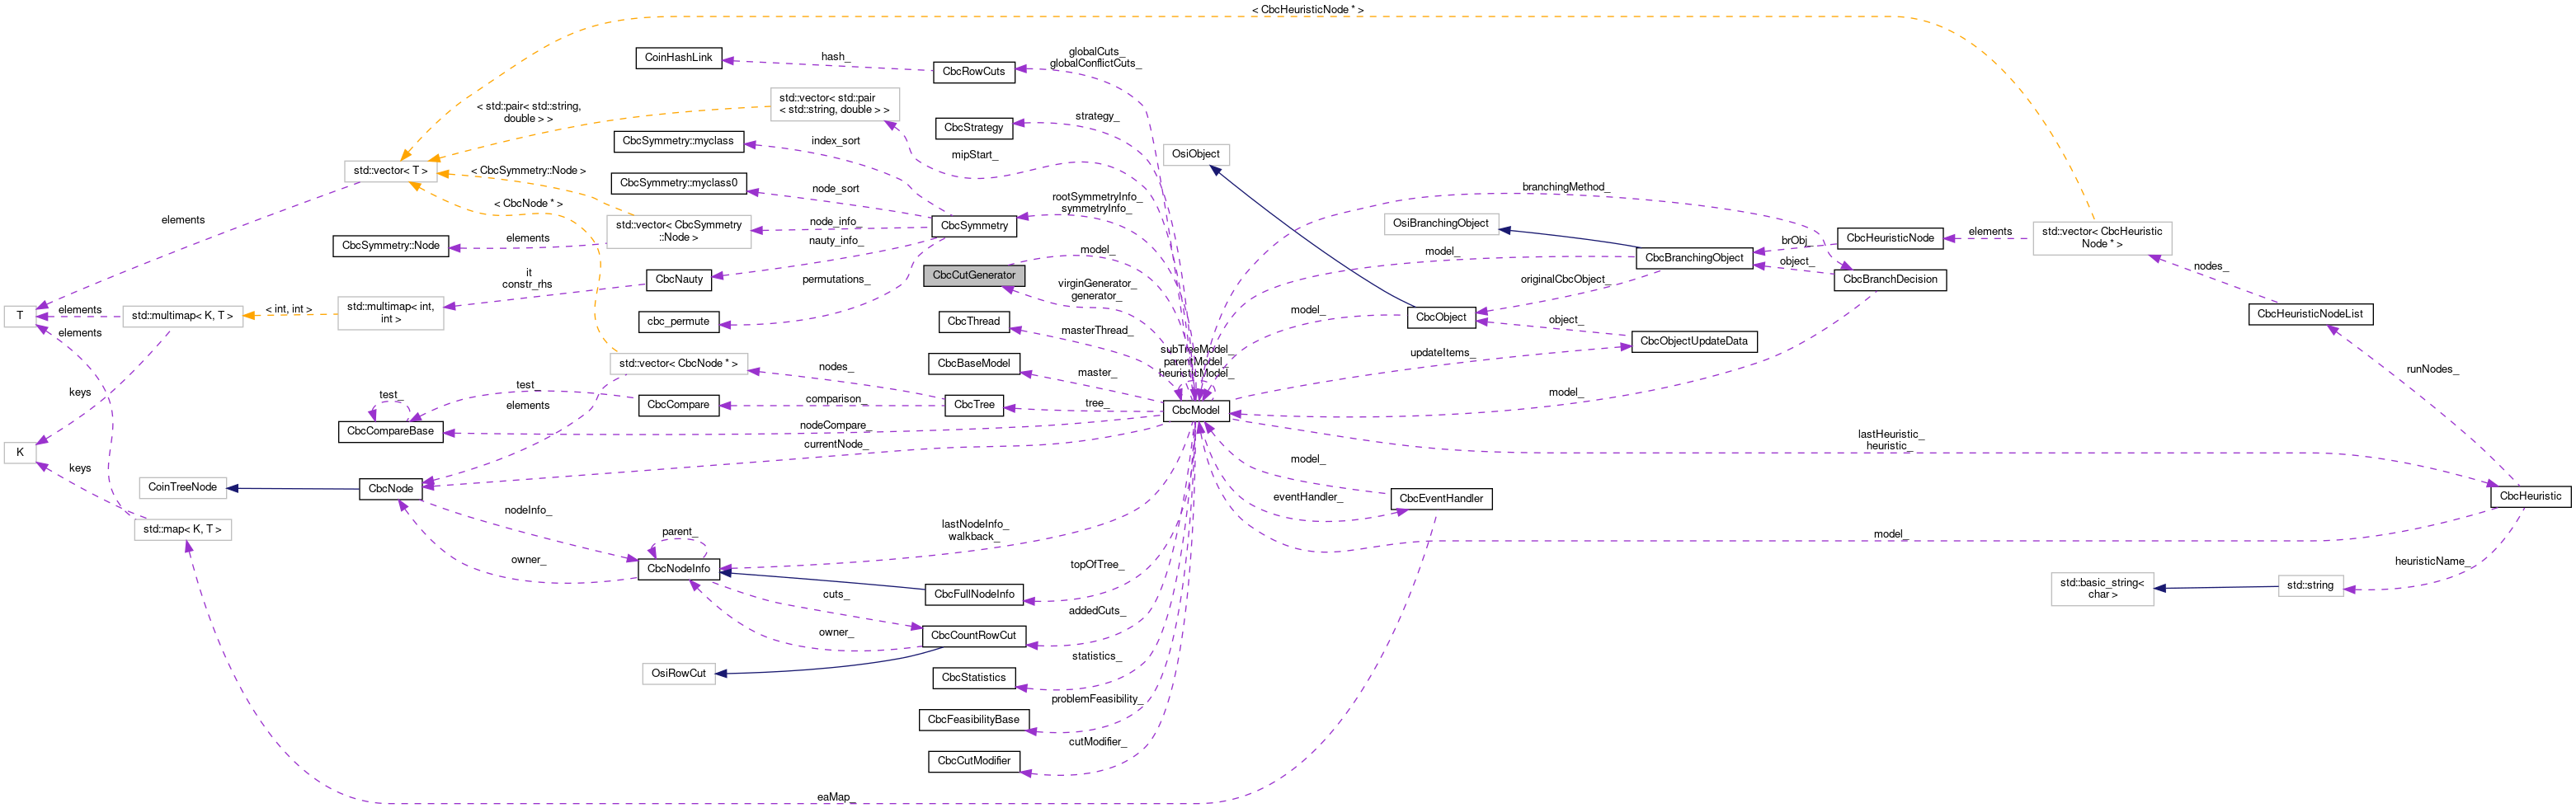 < CbcHeuristicNode * >
CoinHashLink
hash_
CbcRowCuts
globalCuts_
globalConflictCuts_
< std::pair< std::string,
double > >
std::vector< std::pair
< std::string, double > >
CbcStrategy
strategy_
CbcSymmetry::myclass
index_sort
mipStart_
OsiObject
std::vector< T >
< CbcSymmetry::Node >
CbcSymmetry::myclass0
node_sort
branchingMethod_
< CbcNode * >
rootSymmetryInfo_
symmetryInfo_
elements
std::vector< CbcSymmetry
::Node >
node_info_
CbcSymmetry
OsiBranchingObject
std::vector< CbcHeuristic
Node * >
CbcSymmetry::Node
elements
nauty_info_
model_
model_
CbcBranchingObject
brObj_
CbcHeuristicNode
elements
CbcCutGenerator
object_
CbcBranchDecision
nodes_
it
constr_rhs
CbcNauty
permutations_
virginGenerator_
generator_
originalCbcObject_
T
elements
std::multimap< K, T >
< int, int >
std::multimap< int,
int >
model_
CbcObject
object_
CbcHeuristicNodeList
elements
cbc_permute
CbcThread
masterThread_
CbcObjectUpdateData
std::vector< CbcNode * >
nodes_
CbcBaseModel
master_
subTreeModel_
parentModel_
heuristicModel_
updateItems_
runNodes_
keys
test_
test_
elements
CbcCompare
comparison_
CbcTree
tree_
CbcModel
model_
CbcCompareBase
nodeCompare_
currentNode_
lastHeuristic_
heuristic_
K
keys
CoinTreeNode
CbcNode
model_
CbcEventHandler
eventHandler_
CbcHeuristic
std::map< K, T >
nodeInfo_
parent_
lastNodeInfo_
walkback_
model_
owner_
CbcNodeInfo
topOfTree_
heuristicName_
cuts_
CbcFullNodeInfo
std::basic_string<
char >
std::string
addedCuts_
owner_
CbcCountRowCut
statistics_
OsiRowCut
CbcStatistics
problemFeasibility_
CbcFeasibilityBase
cutModifier_
CbcCutModifier
eaMap_